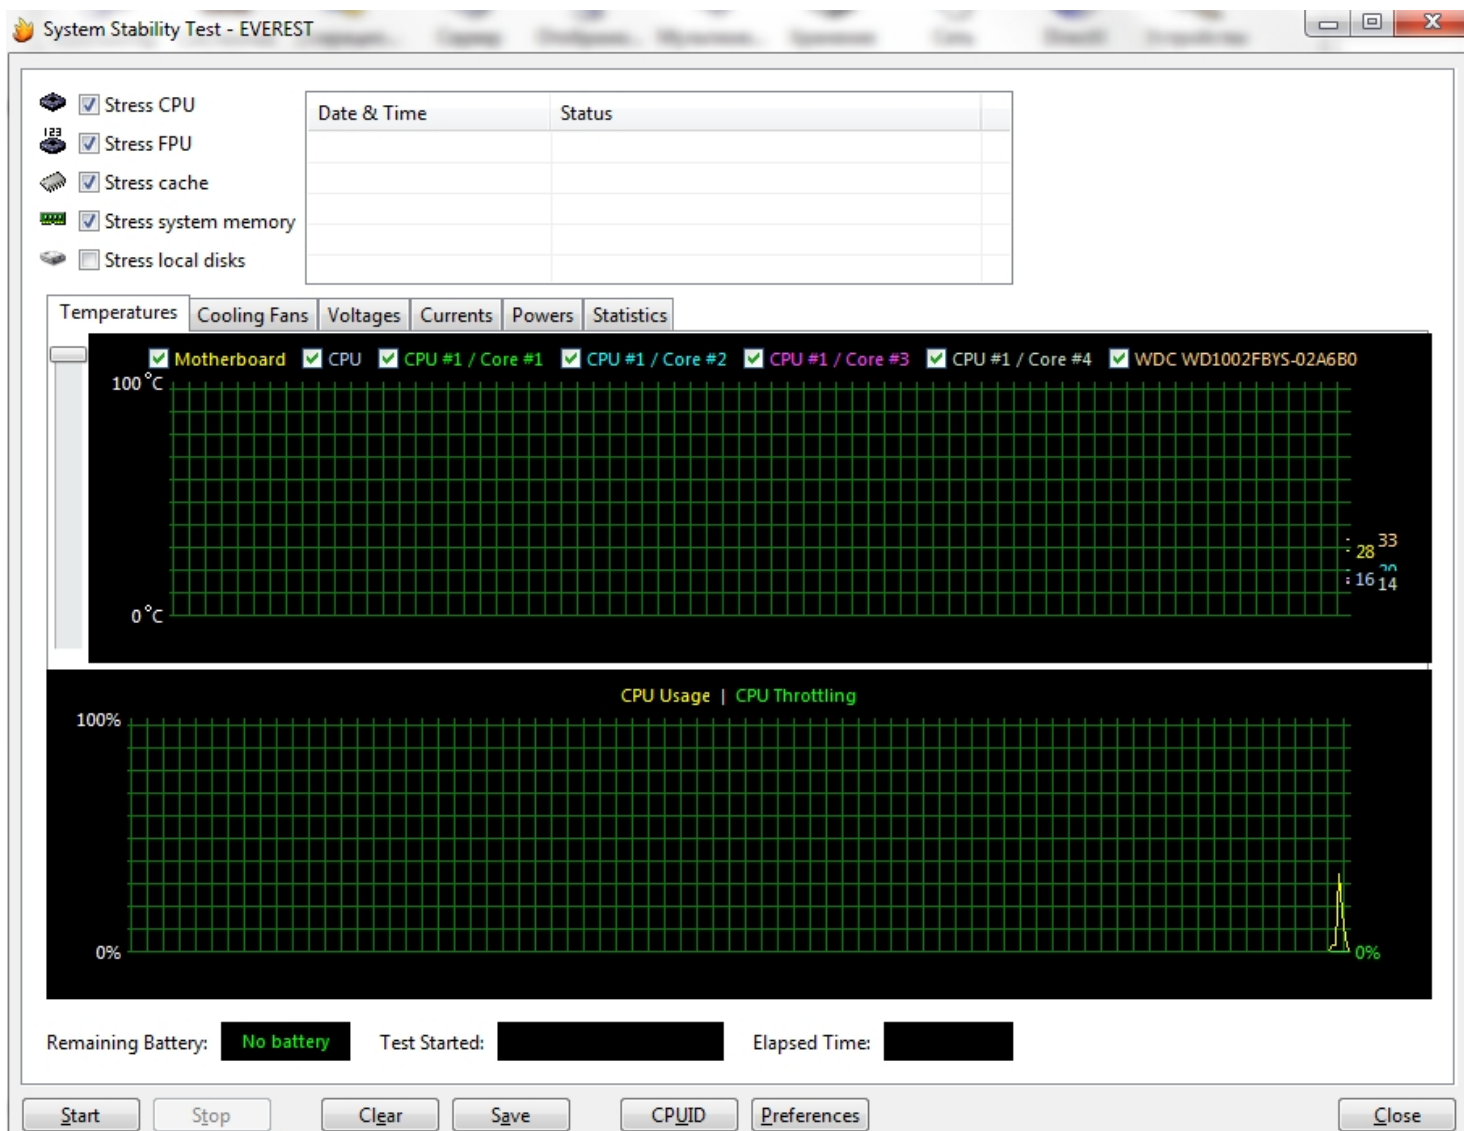 System Stability Test - EVEREST
Stress CPU
Stress FPU
Stress cache
Stress system memory
Stress local disks
Date & Time Status
Temperatures Cooling Fans Voltages Currents Powers Statistics
Motherboard CPU CPU #1 / Core #1 CPU #1 / Core #2 CPU #1 / Core #3 CPU #1 / Core #4 WDC WD1002FBYS-02A6B0
100°C
33
28
16 14
0°C
CPU Usage | CPU Throttling
100%
0% 0%
Remaining Battery: No battery Test Started: Elapsed Time:
Start Stop Clear Save CPUID Preferences Close